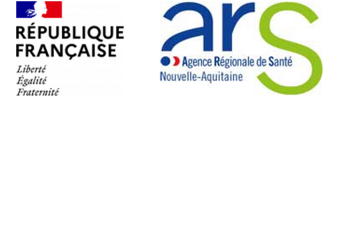 RÉPUBLIQUE
FRANÇAISE
Liberté
Égalité
Fraternité
ars
Agence Régionale de Santé
Nouvelle-Aquitaine